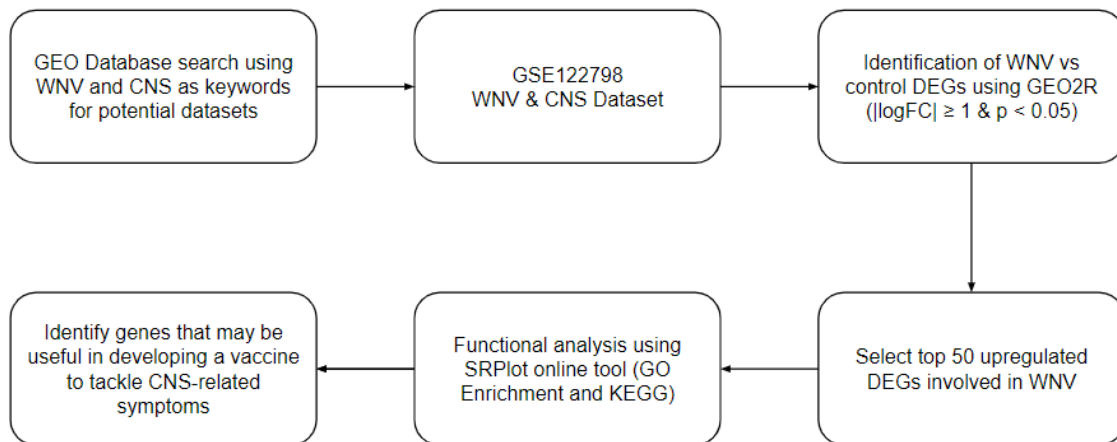 GEO Database search using
WNV and CNS as keywords
for potential datasets
GSE122798
WNV & CNS Dataset
Identification of WNV vs
control DEGs using GEO2R
(|logFC| ≥ 1 & p < 0.05)
Select top 50 upregulated
DEGs involved in WNV
Functional analysis using
SRPlot online tool (GO
Enrichment and KEGG)
Identify genes that may be
useful in developing a vaccine
to tackle CNS-related
symptoms